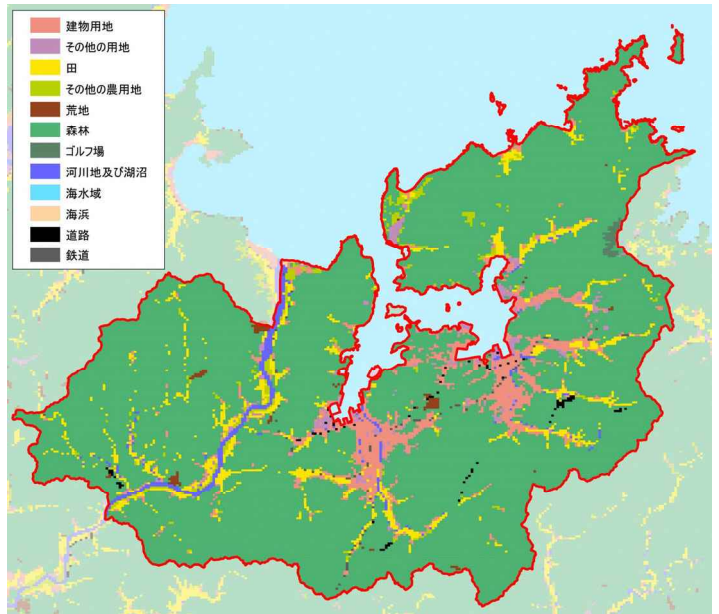 建物用地
その他の用地
田
その他の農用地
荒地
森林
ゴルフ場
河川地及び湖沼
海水域
海浜
道路
鉄道